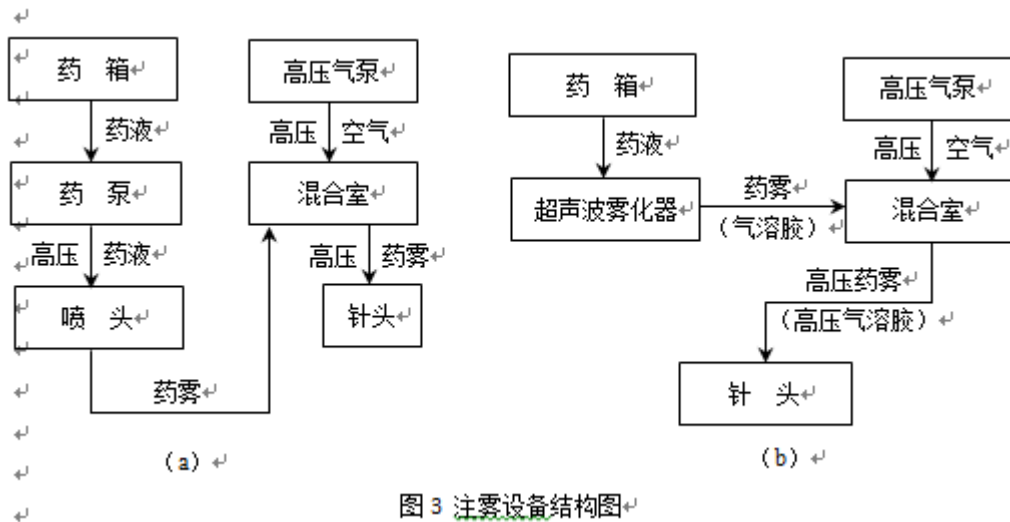 药 箱
高压气泵
药液
高压 空气
药 泵
混合室
高压 药液
高压 药雾
喷 头
针头
药雾
(a)
药 箱
高压气泵
药液
高压 空气
超声波雾化器
药雾
(气溶胶)
混合室
高压药雾
(高压气溶胶)
针 头
(b)
图 3 注雾设备结构图